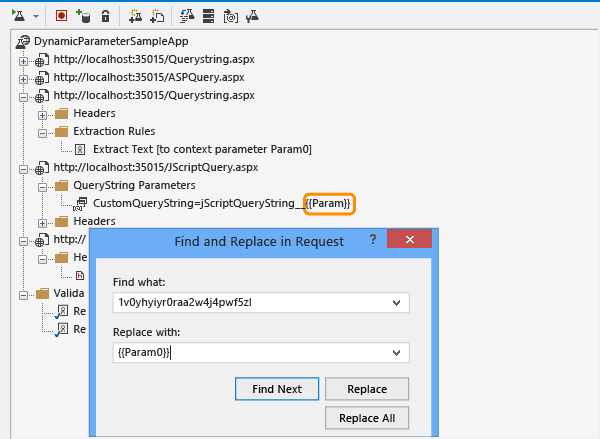 DynamicParameterSampleApp
http://localhost:35015/Querystring.aspx
http://localhost:35015/ASPQuery.aspx
http://localhost:35015/Querystring.aspx
Headers
Extraction Rules
Extract Text [to context parameter Param0]
http://localhost:35015/JScriptQuery.aspx
QueryString Parameters
CustomQueryString=jScriptQueryString__{{Param}}
Headers
http://
He
Valida
Re
Re
Find and Replace in Request
?
Find what:
1v0yhyiyr0raa2w4j4pwf5zl
Replace with:
{{Param0}}
Find Next
Replace
Replace All